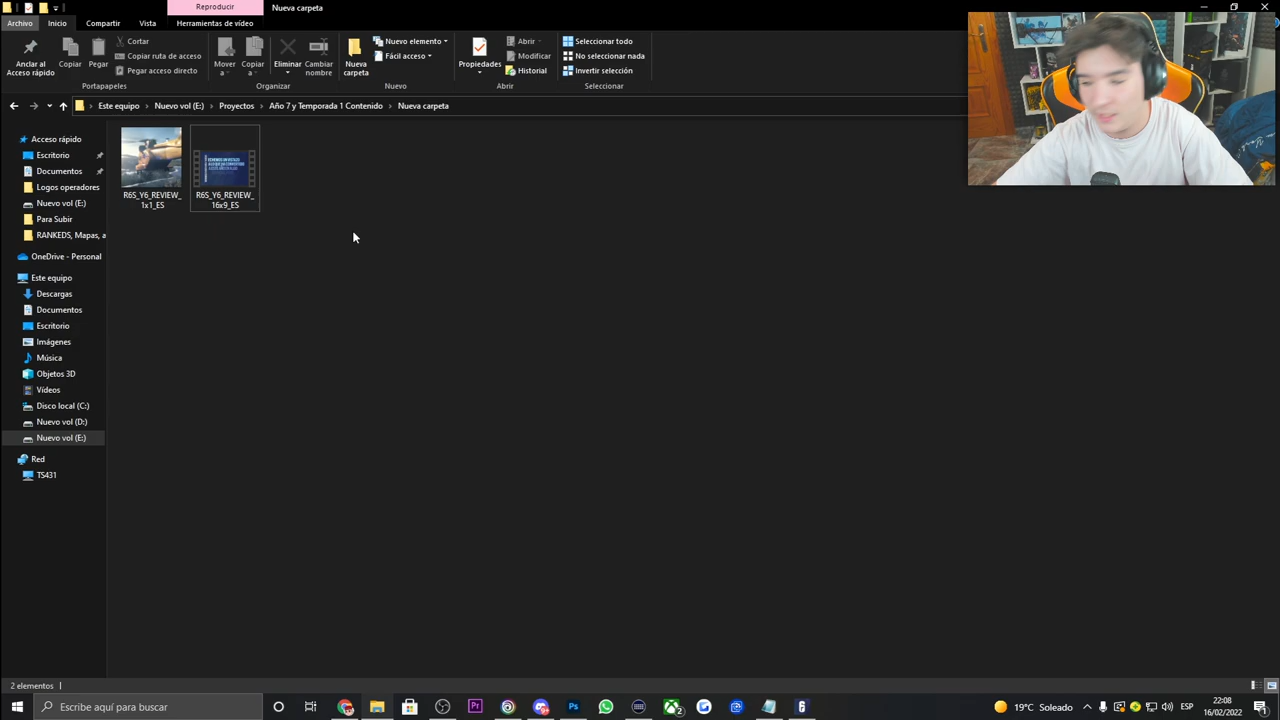 Reproducir
Nueva carpeta
Archivo
Inicio
Compartir
Vista
Herramientas de vídeo
Anclar al
Acceso rápido
Copiar
Pegar
Cortar
Copiar ruta de acceso
Pegar acceso directo
Portapapeles
Mover
a
Copiar
a
Eliminar
Cambiar
nombre
Organizar
Nueva
carpeta
Nuevo elemento
Fácil acceso
Nuevo
Propiedades
Abrir
Modificar
Historial
Abrir
Seleccionar todo
No seleccionar nada
Invertir selección
Seleccionar
Este equipo > Nuevo vol (E:) > Proyectos > Año 7 y Temporada 1 Contenido > Nueva carpeta
Acceso rápido
Escritorio
Documentos
Logos operadores
Nuevo vol (E:)
Para Subir
RANKEDS, Mapas, a
OneDrive - Personal
Este equipo
Descargas
Documentos
Escritorio
Imágenes
Música
Objetos 3D
Vídeos
Disco local (C:)
Nuevo vol (D:)
Nuevo vol (E:)
Red
TS431
R6S_Y6_REVIEW_
1x1_ES
R6S_Y6_REVIEW_
16x9_ES
2 elementos
Escribe aquí para buscar
19°C Soleado
ESP
22:08
16/02/2022